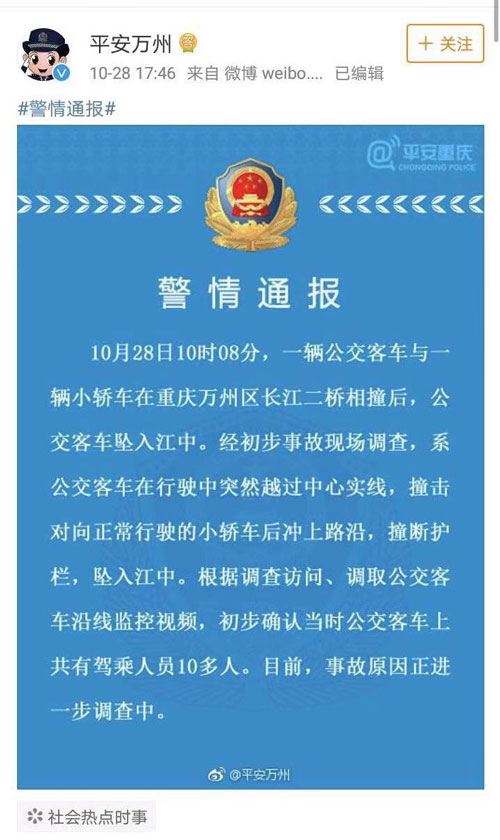 平安万州
+ 关注
10-28 17:46 来自 微博 weibo.... 已编辑
#警情通报#
@平安重庆
CHONGQING POLICE
警情通报
10月28日10时08分，一辆公交客车与一
辆小轿车在重庆万州区长江二桥相撞后，公
交客车坠入江中。经初步事故现场调查，系
公交客车在行驶中突然越过中心实线，撞击
对向正常行驶的小轿车后冲上路沿，撞断护
栏，坠入江中。根据调查访问、调取公交客
车沿线监控视频，初步确认当时公交客车上
共有驾乘人员10多人。目前，事故原因正进
一步调查中。
@平安万州
社会热点时事